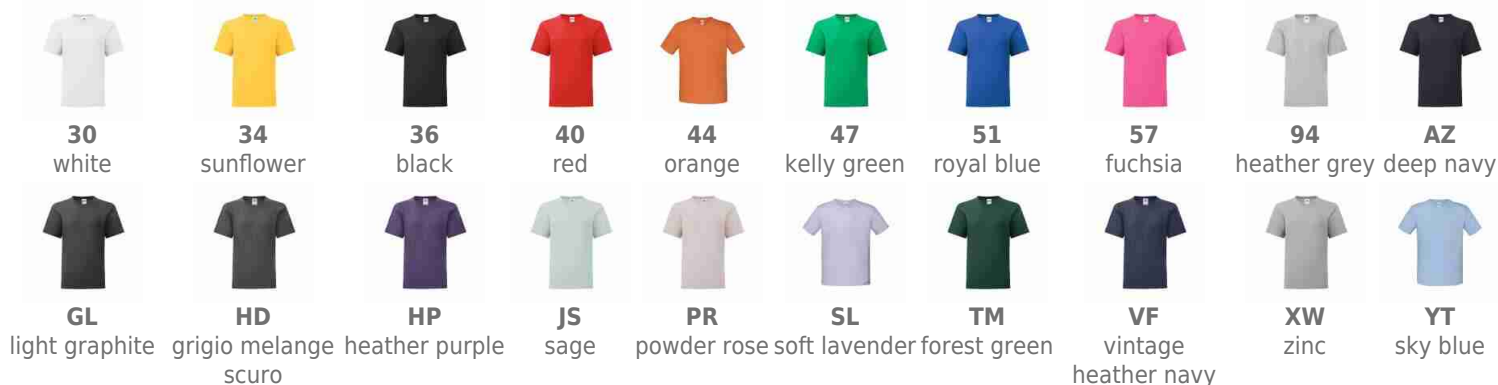 30 34 36 40 44 47 51 57 94 AZ
white sunflower black red orange kelly green royal blue fuchsia heather grey deep navy
GL HD HP JS PR SL TM VF XW YT
light graphite grigio melange heather purple sage powder rose soft lavender forest green vintage zinc sky blue
scuro heather navy